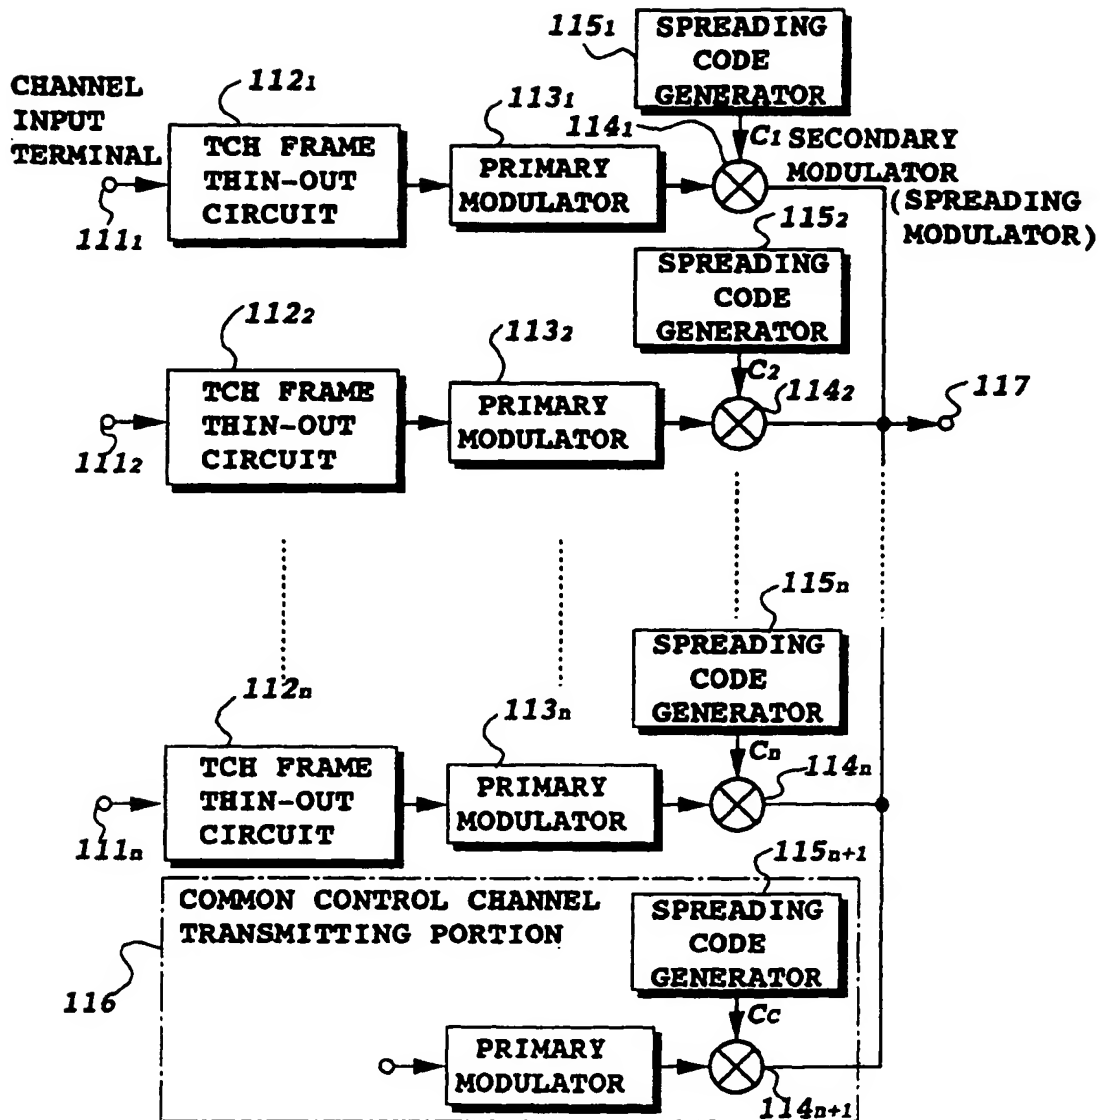 115₁
SPREADING
CODE
GENERATOR
CHANNEL
INPUT
TERMINAL
112₁
113₁
114₁
C₁ SECONDARY
MODULATOR
(SPREADING
MODULATOR)
TCH FRAME
THIN-OUT
CIRCUIT
PRIMARY
MODULATOR
111₁
115₂
SPREADING
CODE
GENERATOR
112₂
113₂
C₂
114₂
117
TCH FRAME
THIN-OUT
CIRCUIT
PRIMARY
MODULATOR
111₂
115n
SPREADING
CODE
GENERATOR
112n
113n
Cn
114n
TCH FRAME
THIN-OUT
CIRCUIT
PRIMARY
MODULATOR
111n
115n+1
COMMON CONTROL CHANNEL
TRANSMITTING PORTION
SPREADING
CODE
GENERATOR
116
Cc
PRIMARY
MODULATOR
114n+1